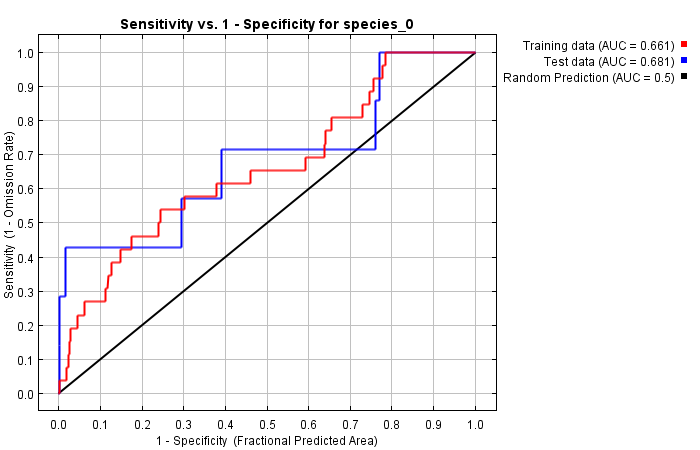 Sensitivity vs. 1 - Specificity for species_0
Training data (AUC = 0.661)
Test data (AUC = 0.681)
Random Prediction (AUC = 0.5)
Sensitivity (1 - Omission Rate)
1.0
0.9
0.8
0.7
0.6
0.5
0.4
0.3
0.2
0.1
0.0
0.0 0.1 0.2 0.3 0.4 0.5 0.6 0.7 0.8 0.9 1.0
1 - Specificity (Fractional Predicted Area)